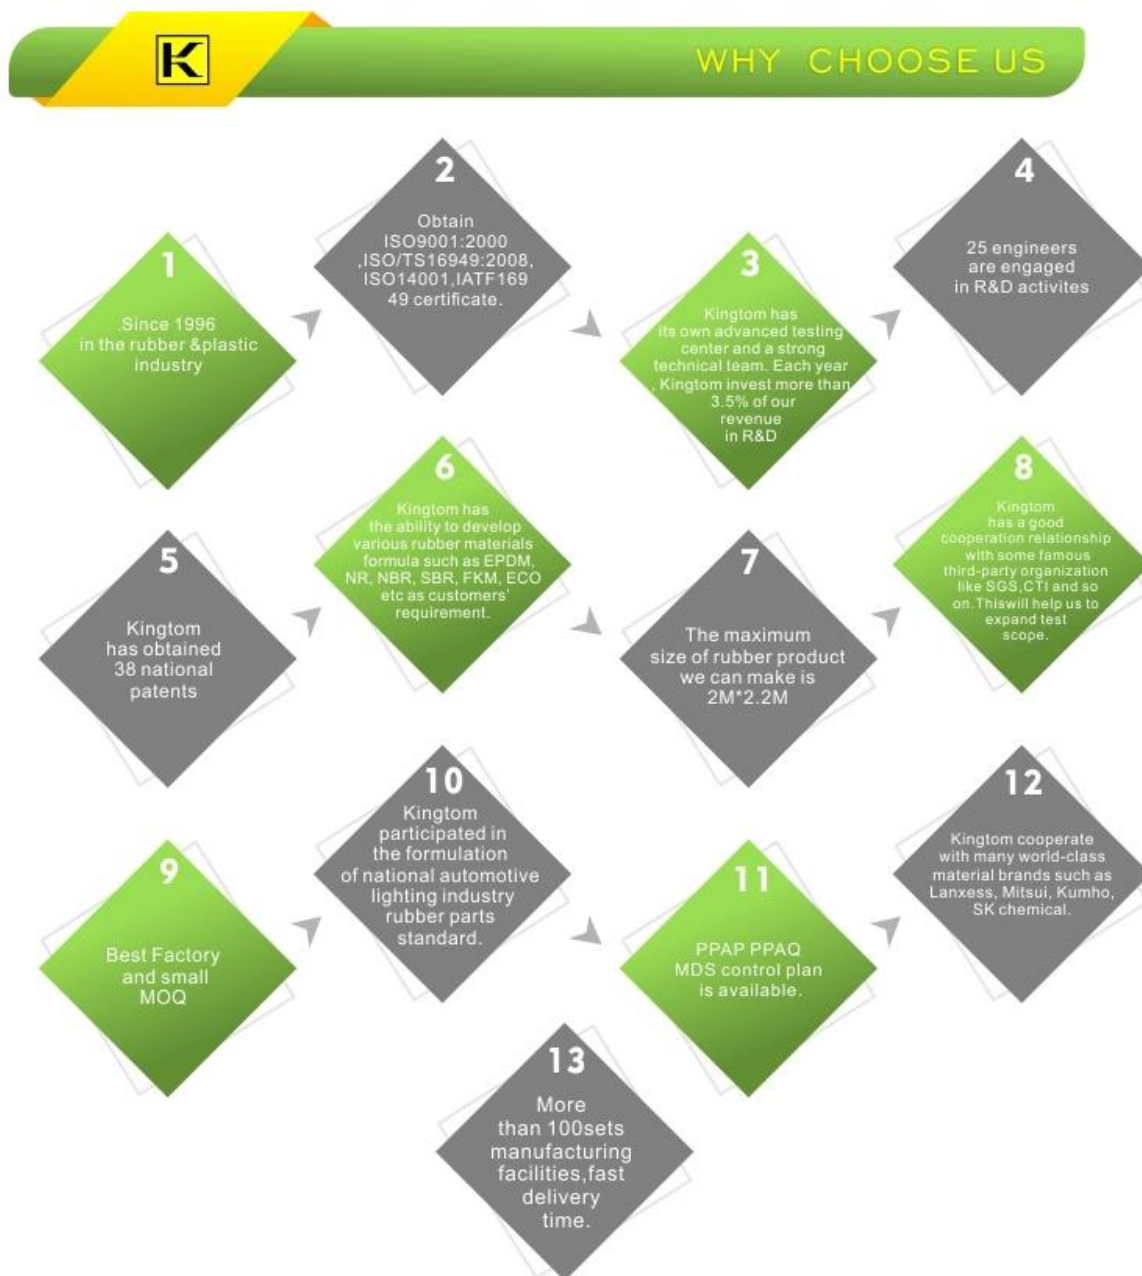 K
WHY CHOOSE US
1
.Since 1996
in the rubber &plastic
industry
2
Obtain
ISO9001:2000
,ISO/TS16949:2008,
ISO14001,IATF169
49 certificate.
3
Kingtom has
its own advanced testing
center and a strong
technical team. Each year
, Kingtom invest more than
3.5% of our
revenue
in R&D
4
25 engineers
are engaged
in R&D activites
5
Kingtom
has obtained
38 national
patents
6
Kingtom has
the ability to develop
various rubber materials
formula such as EPDM,
NR, NBR, SBR, FKM, ECO
etc as customers'
requirement.
7
The maximum
size of rubber product
we can make is
2M*2.2M
8
Kingtom
has a good
cooperation relationship
with some famous
third-party organization
like SGS,CTI and so
on.Thiswill help us to
expand test
scope.
9
Best Factory
and small
MOQ
10
Kingtom
participated in
the formulation
of national automotive
lighting industry
rubber parts
standard.
11
PPAP PPAQ
MDS control plan
is available.
12
Kingtom cooperate
with many world-class
material brands such as
Lanxess, Mitsui, Kumho,
SK chemical.
13
More
than 100sets
manufacturing
facilities,fast
delivery
time.